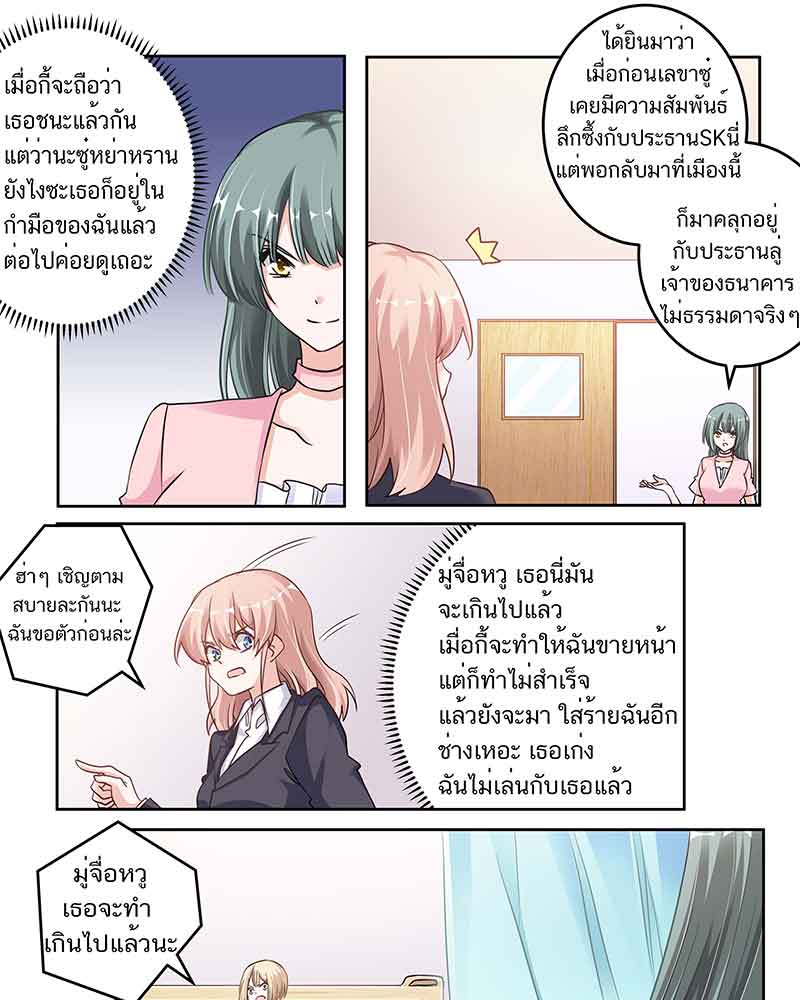 เมื่อกี้จะถือว่า
เธอชนะแล้วกัน
แต่ว่านะซู่หย่าหราน
ยังไงซะเธอก็อยู่ใน
กำมือของฉันแล้ว
ต่อไปค่อยดูเถอะ
ได้ยินมาว่า
เมื่อก่อนเลขาซู่
เคยมีความสัมพันธ์
ลึกซึ้งกับประธานSKนี่
แต่พอกลับมาที่เมืองนี้
ก็มาคลุกอยู่
กับประธานลู่
เจ้าของธนาคาร
ไม่ธรรมดาจริงๆ
ฮ่าๆ เชิญตาม
สบายละกันนะ
ฉันขอตัวก่อนล่ะ
มู่จื่อหวู เธอนี่มัน
จะเกินไปแล้ว
เมื่อกี้จะทำให้ฉันขายหน้า
แต่ก็ทำไม่สำเร็จ
แล้วยังจะมา ใส่ร้ายฉันอีก
ช่างเหอะ เธอเก่ง
ฉันไม่เล่นกับเธอแล้ว
มู่จื่อหวู
เธอจะทำ
เกินไปแล้วนะ